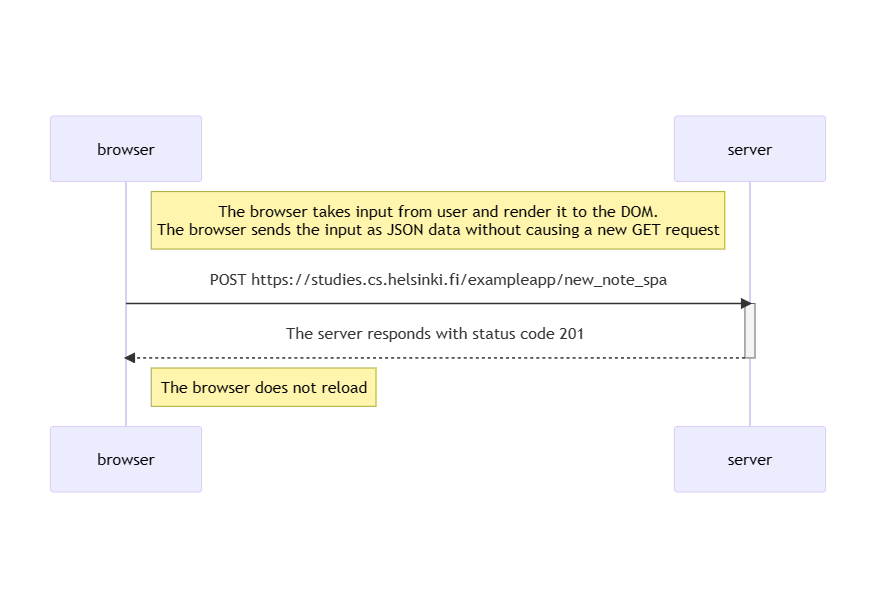 browser
server
The browser takes input from user and render it to the DOM.
The browser sends the input as JSON data without causing a new GET request
POST https://studies.cs.helsinki.fi/exampleapp/new_note_spa
The server responds with status code 201
The browser does not reload
browser
server